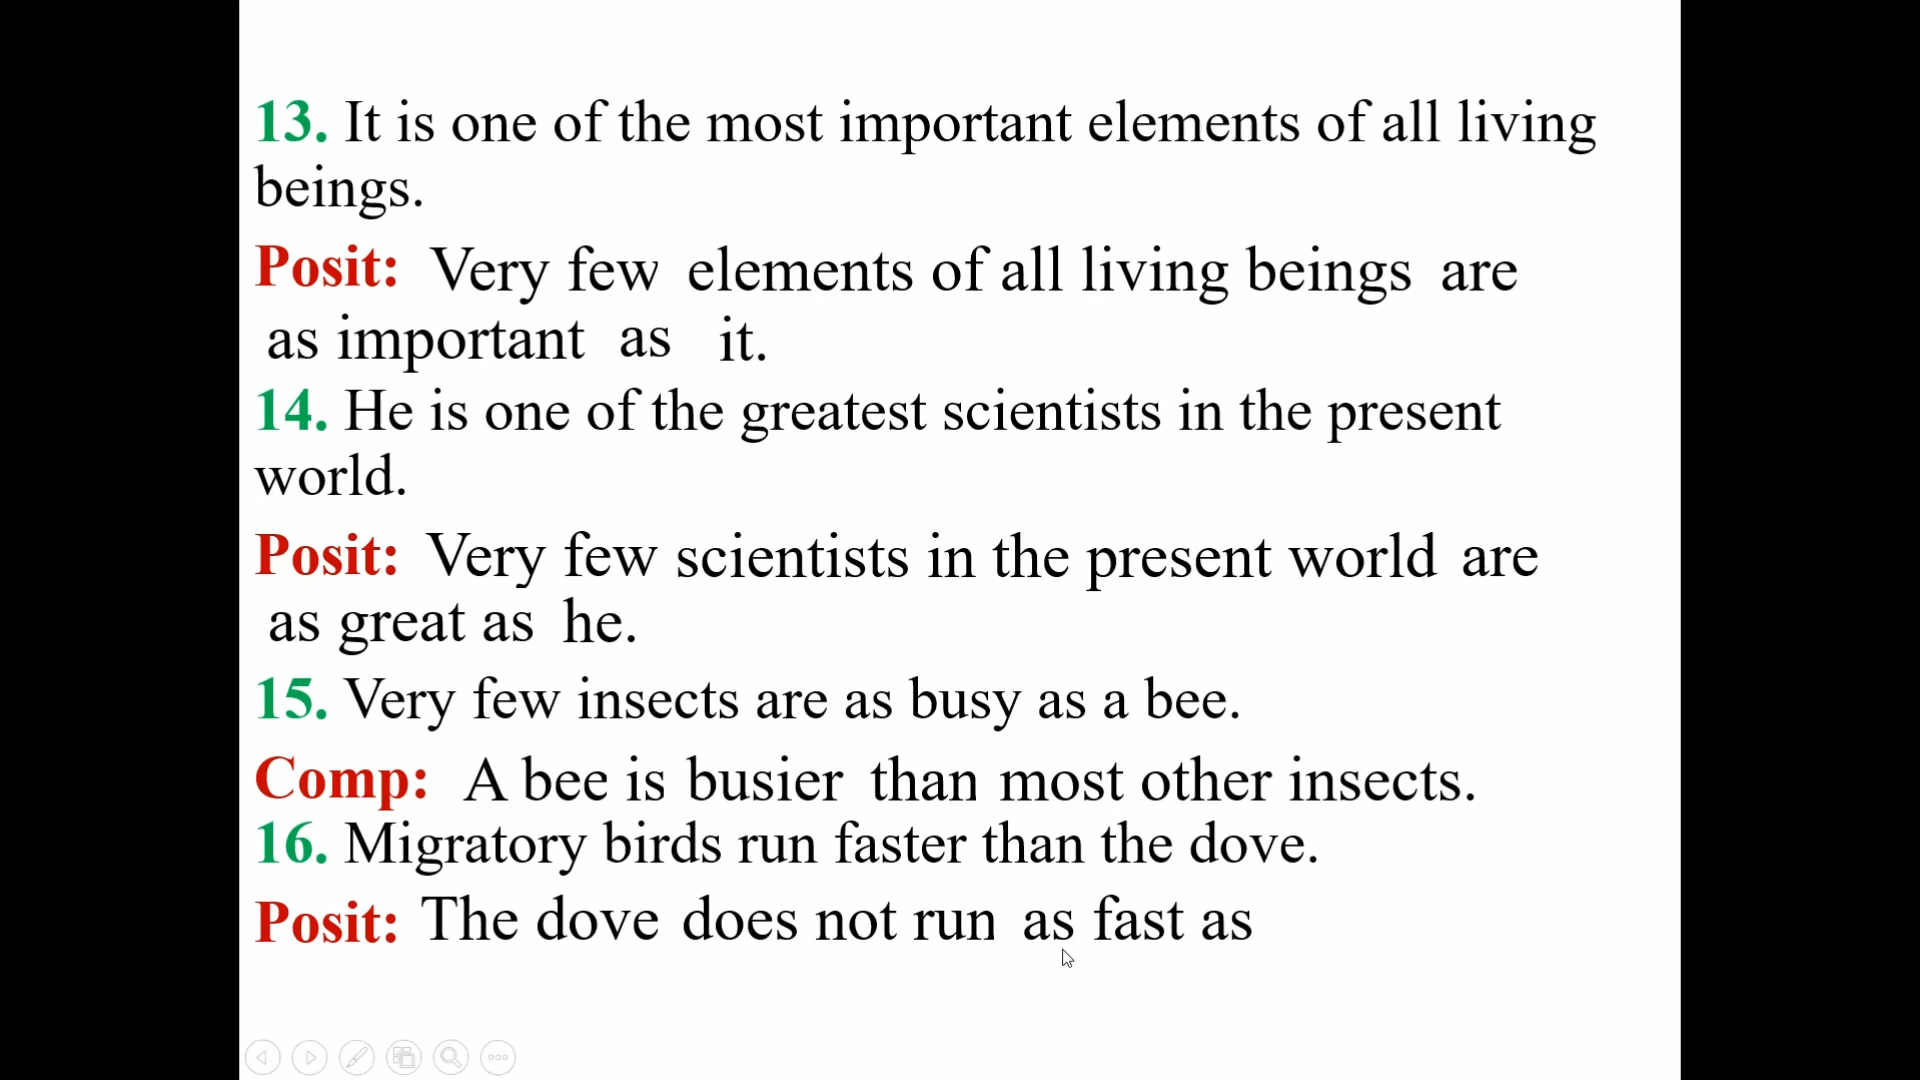 13. It is one of the most important elements of all living
beings.
Posit: Very few elements of all living beings are
as important as it.
14. He is one of the greatest scientists in the present
world.
Posit: Very few scientists in the present world are
as great as he.
15. Very few insects are as busy as a bee.
Comp: A bee is busier than most other insects.
16. Migratory birds run faster than the dove.
Posit: The dove does not run as fast as